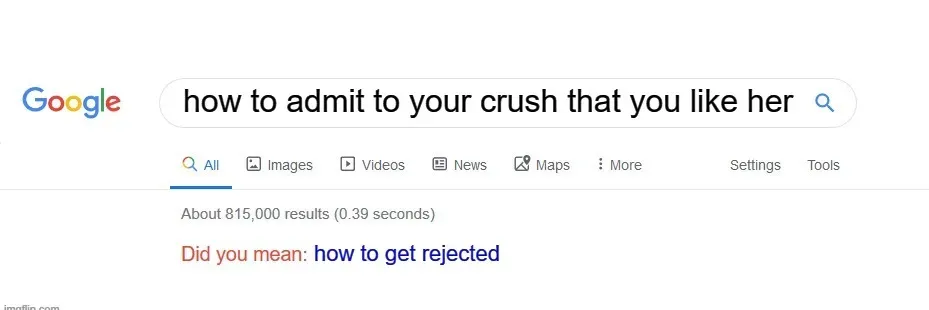 Google how to admit to your crush that you like her
All Images Videos News Maps More Settings Tools
About 815,000 results (0.39 seconds)
Did you mean: how to get rejected
imgflip.com